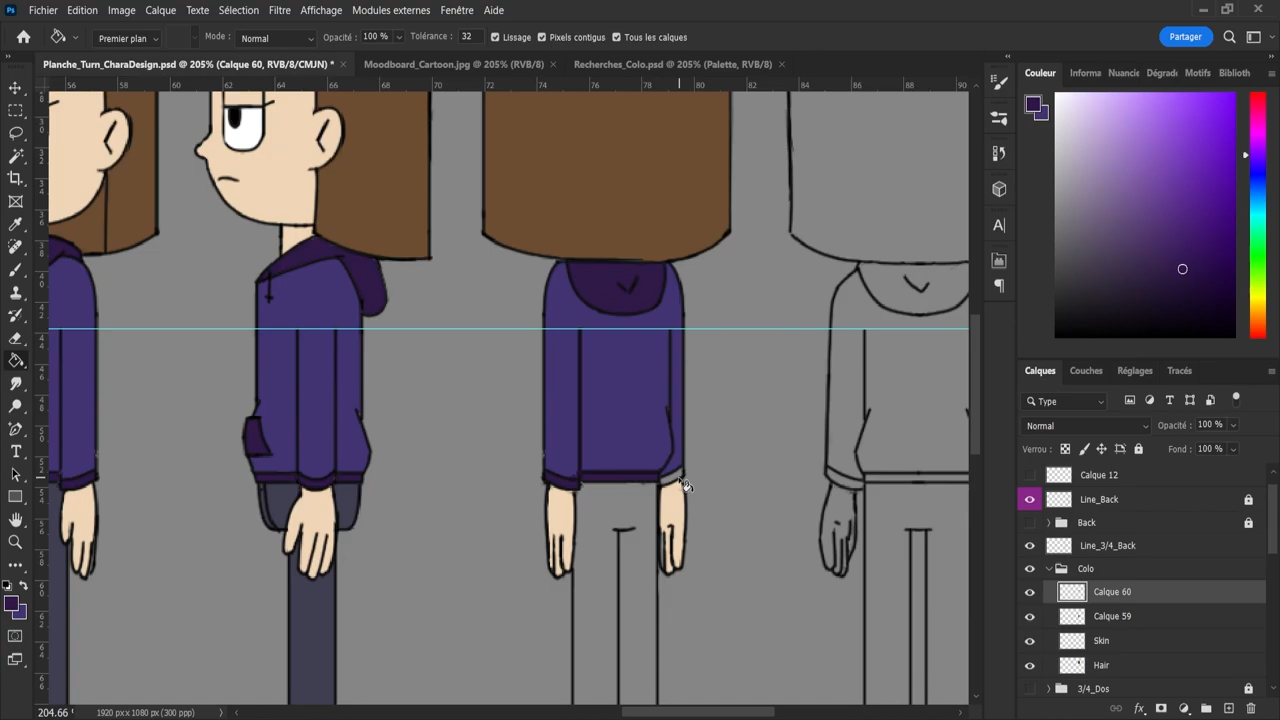 Ps Fichier Edition Image Calque Texte Sélection Filtre Affichage Modules externes Fenêtre Aide
Premier plan Mode : Normal Opacité : 100 % Tolérance : 32 Lissage Pixels contigus Tous les calques Partager
Planche_Turn_CharaDesign.psd @ 205% (Calque 60, RVB/8/CMJN) * × Moodboard_Cartoon.jpg @ 205% (RVB/8) × Recherches_Colo.psd @ 205% (Palette, RVB/8) ×
56 58 60 62 64 66 68 70 72 74 76 78 80 82 84 86 88 90
Couleur Informa Nuanc Dégrad Motifs Biblioth
Calques Couches Réglages Tracés
Type
Normal Opacité : 100 %
Verrou : Fond : 100 %
Calque 12
Line_Back
Back
Line_3/4_Back
Colo
Calque 60
Calque 59
Skin
Hair
3/4_Dos
204.66 % 1920 px x 1080 px (300 ppp)